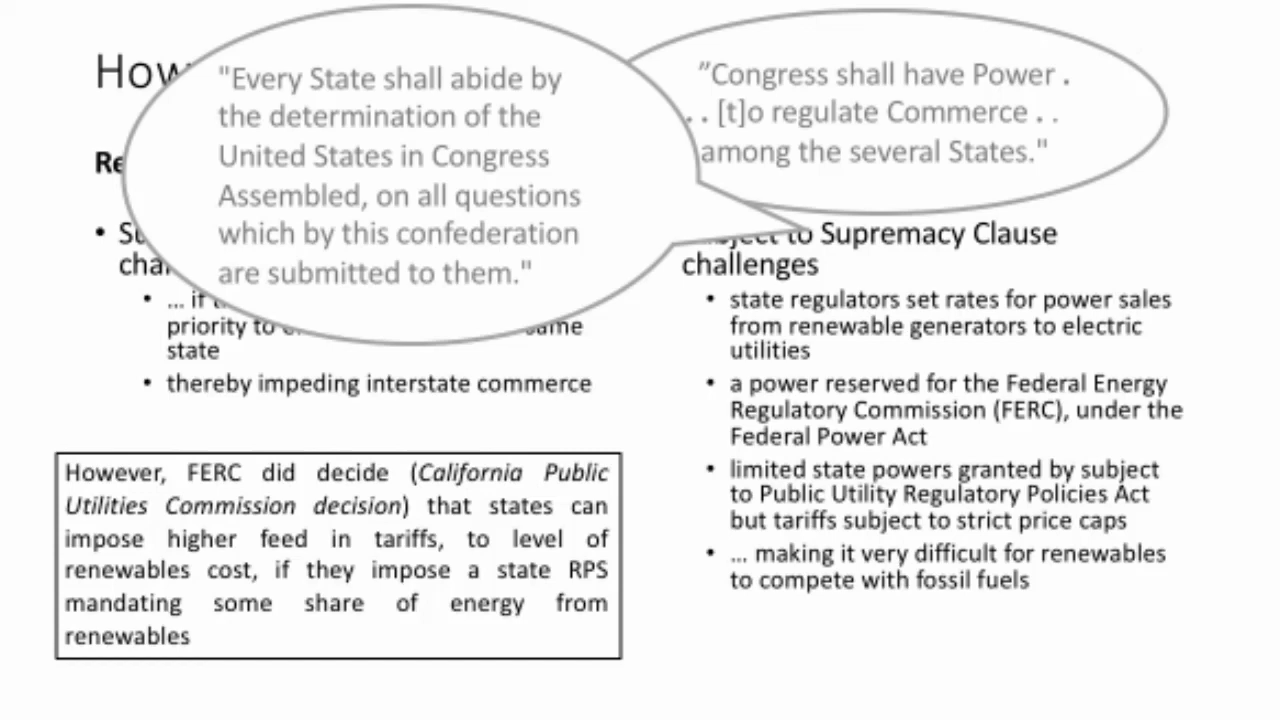 How
"Every State shall abide by
the determination of the
United States in Congress
Assembled, on all questions
which by this confederation
are submitted to them."
"Congress shall have Power .
. . [t]o regulate Commerce . .
among the several States."
Re
•
cha
• ... if
priority to
state
• thereby impeding interstate commerce
However, FERC did decide (California Public
Utilities Commission decision) that states can
impose higher feed in tariffs, to level of
renewables cost, if they impose a state RPS
mandating some share of energy from
renewables
to Supremacy Clause
challenges
• state regulators set rates for power sales
from renewable generators to electric
utilities
• a power reserved for the Federal Energy
Regulatory Commission (FERC), under the
Federal Power Act
• limited state powers granted by subject
to Public Utility Regulatory Policies Act
but tariffs subject to strict price caps
• ... making it very difficult for renewables
to compete with fossil fuels